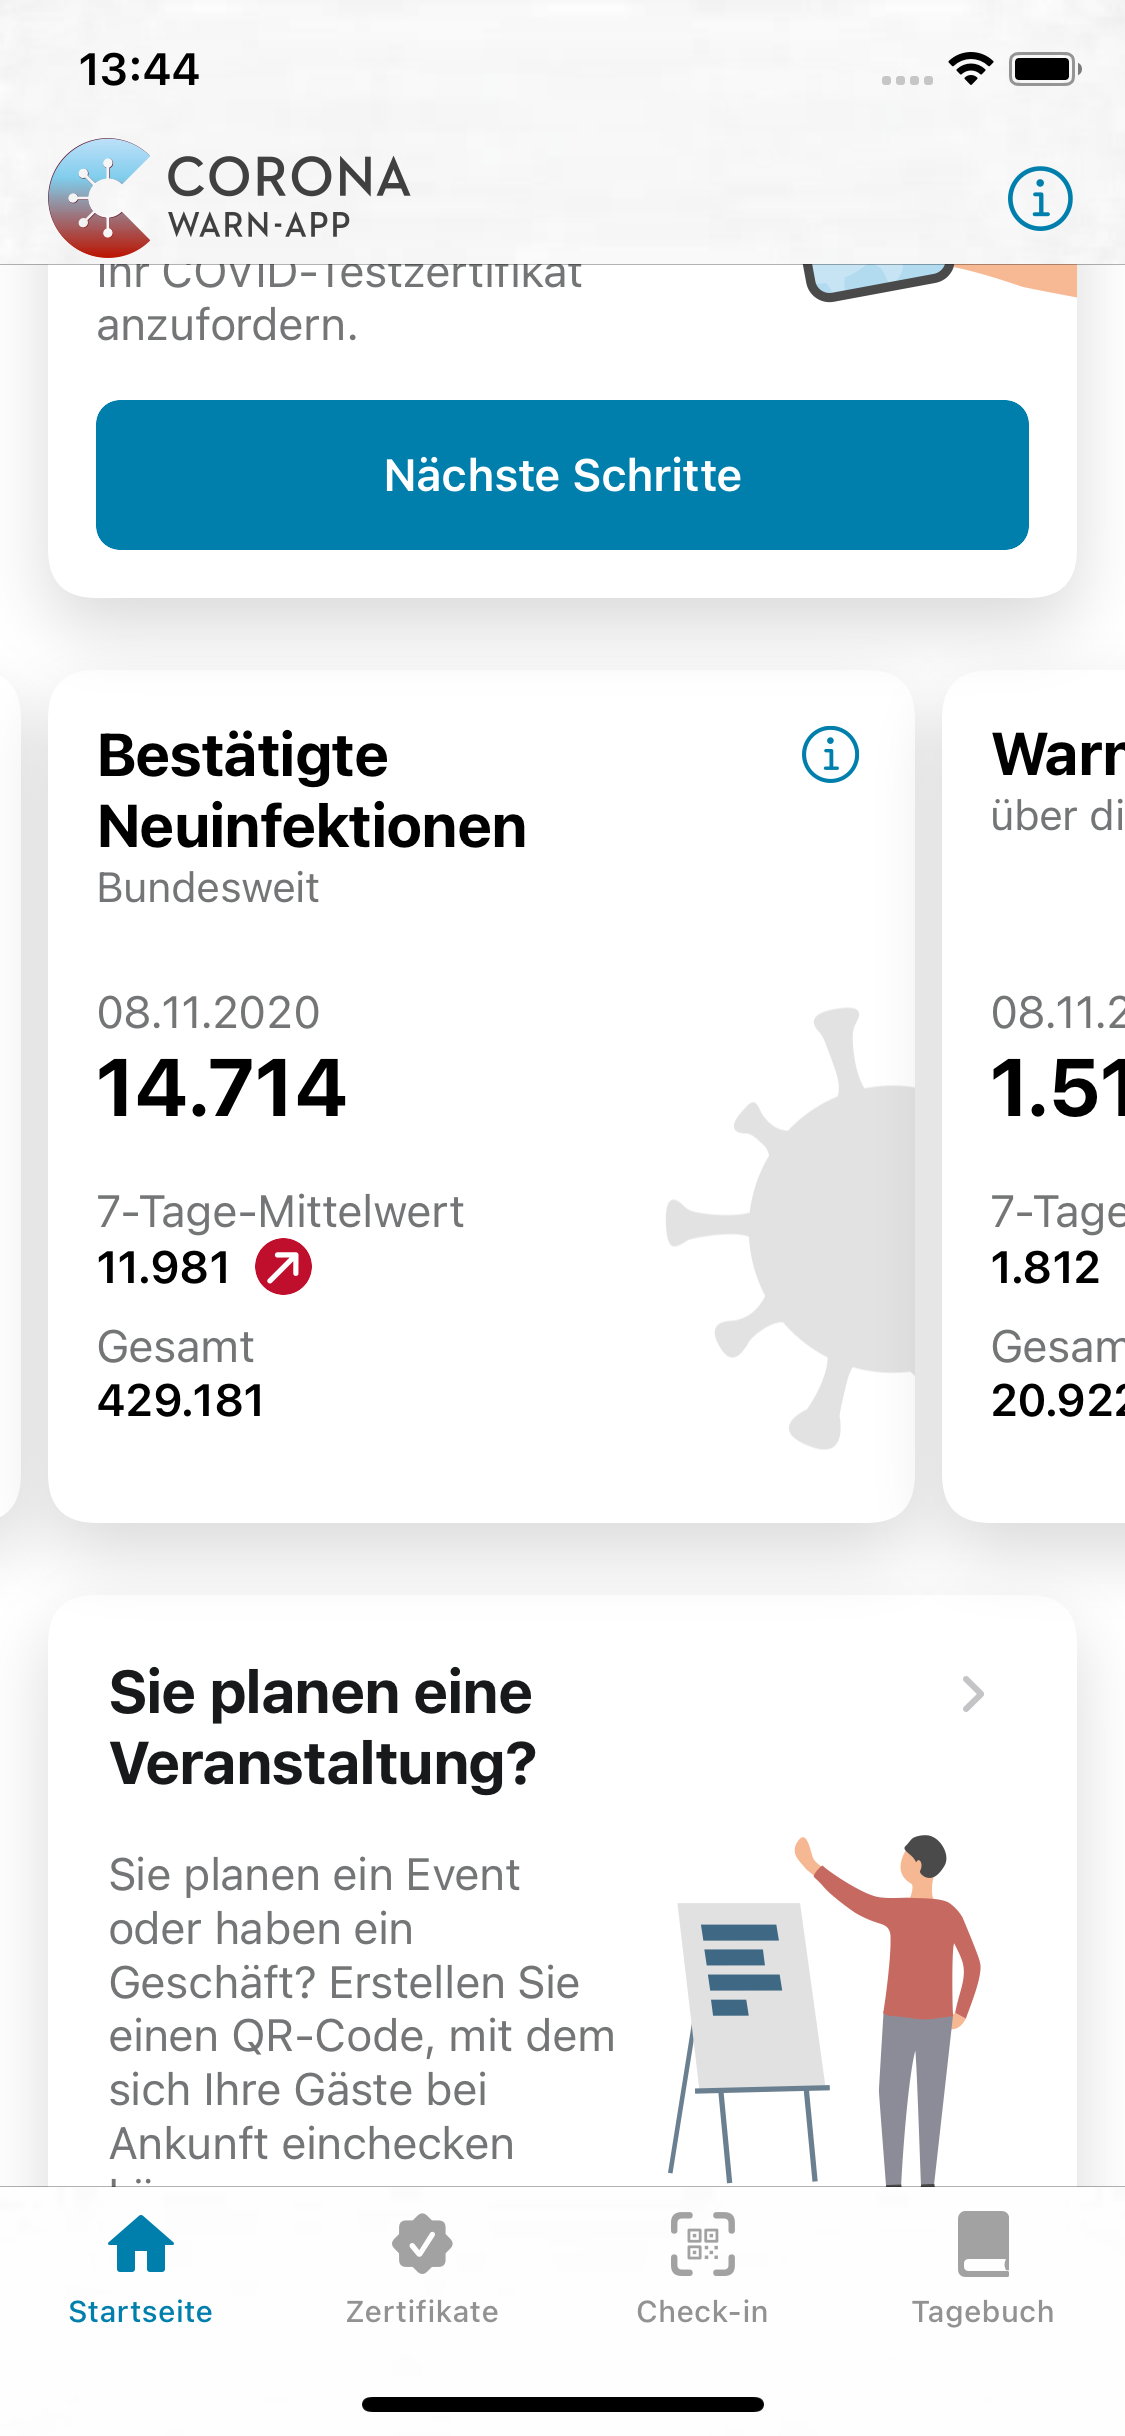 13:44
CORONA
WARN-APP
Ihr COVID-Testzertifikat
anzufordern.
Nächste Schritte
Bestätigte
Neuinfektionen
Bundesweit
08.11.2020
14.714
7-Tage-Mittelwert
11.981
Gesamt
429.181
Warn
über di
08.11.2
1.51
7-Tage
1.812
Gesam
20.922
Sie planen eine
Veranstaltung?
Sie planen ein Event
oder haben ein
Geschäft? Erstellen Sie
einen QR-Code, mit dem
sich Ihre Gäste bei
Ankunft einchecken
Startseite
Zertifikate
Check-in
Tagebuch